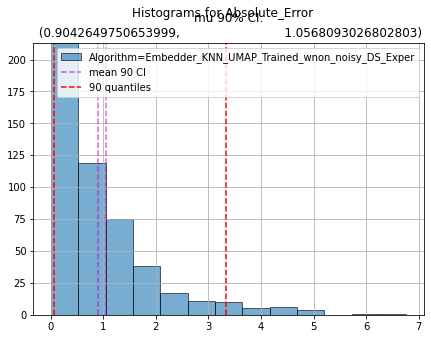 Histograms for Absolute_Error
mu 90% CI:
(0.9042649750653999, 1.0568093026802803)
Algorithm=Embedder_KNN_UMAP_Trained_wnon_noisy_DS_Exper
mean 90 CI
90 quantiles
200
175
150
125
100
75
50
25
0
0 1 2 3 4 5 6 7